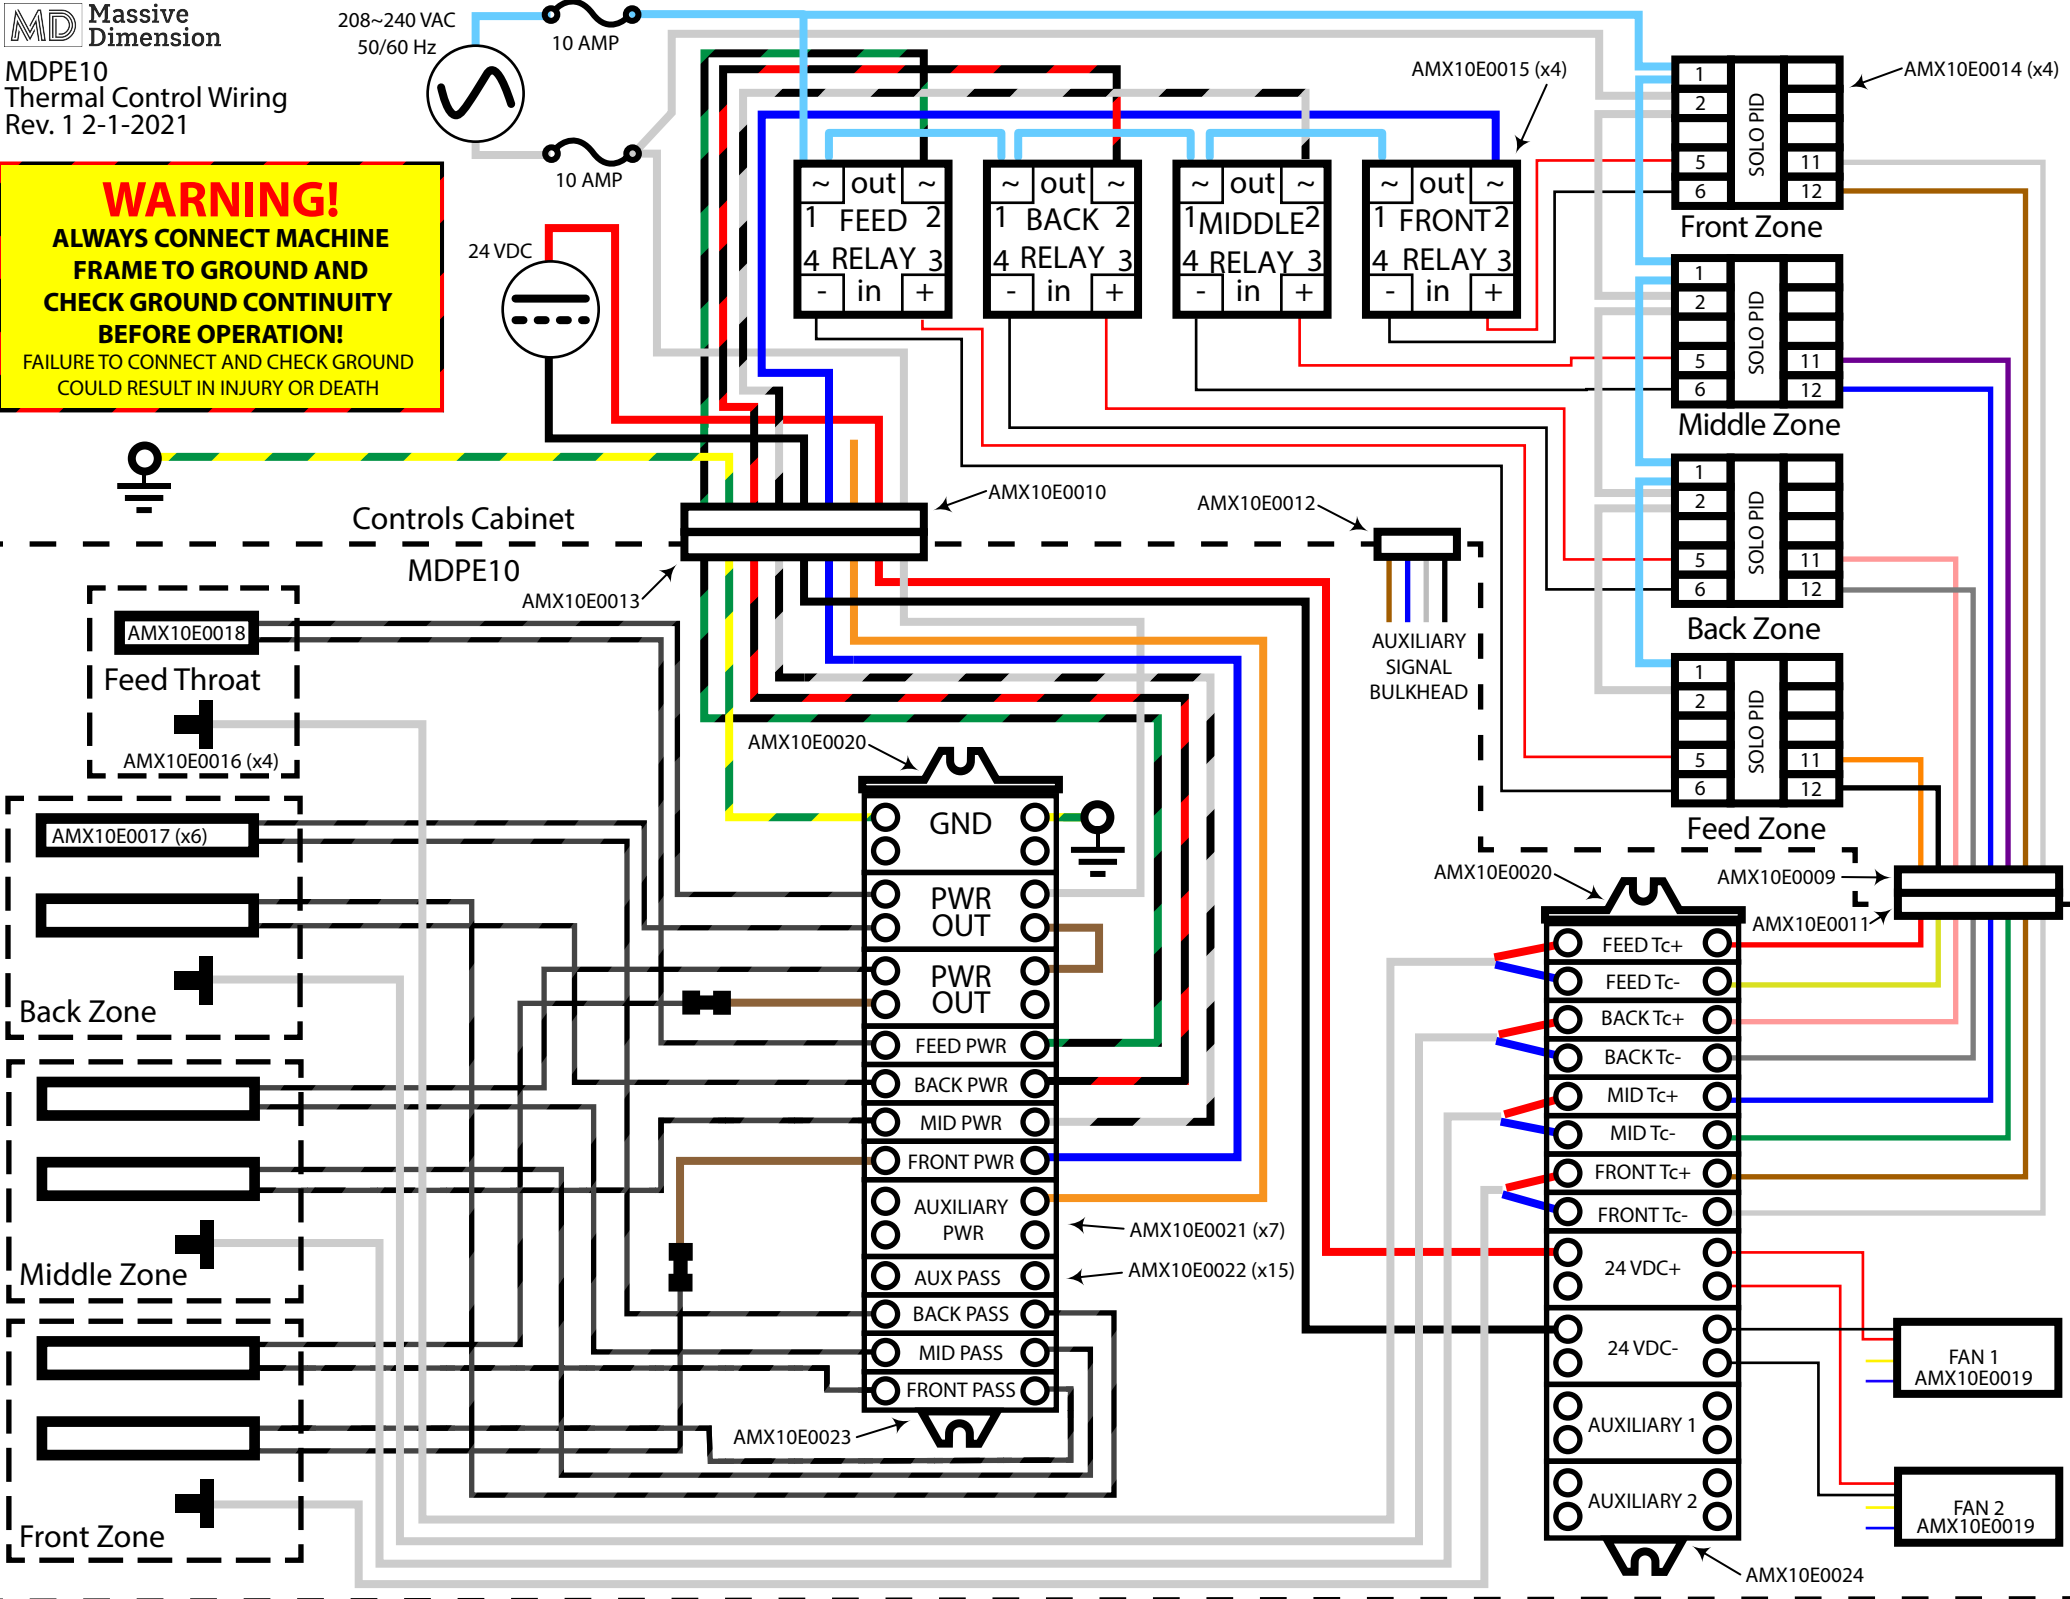 MD Massive
Dimension
MDPE10
Thermal Control Wiring
Rev. 1 2-1-2021
208~240 VAC
50/60 Hz
10 AMP
10 AMP
WARNING!
ALWAYS CONNECT MACHINE
FRAME TO GROUND AND
CHECK GROUND CONTINUITY
BEFORE OPERATION!
FAILURE TO CONNECT AND CHECK GROUND
COULD RESULT IN INJURY OR DEATH
24 VDC
AMX10E0015 (x4)
AMX10E0014 (x4)
~ out ~
1 FEED 2
4 RELAY 3
- in +
~ out ~
1 BACK 2
4 RELAY 3
- in +
~ out ~
1 MIDDLE 2
4 RELAY 3
- in +
~ out ~
1 FRONT 2
4 RELAY 3
- in +
1
2
5
6
SOLO PID
11
12
Front Zone
1
2
5
6
SOLO PID
11
12
Middle Zone
1
2
5
6
SOLO PID
11
12
Back Zone
1
2
5
6
SOLO PID
11
12
Feed Zone
AMX10E0010
AMX10E0012
Controls Cabinet
MDPE10
AMX10E0013
AUXILIARY
SIGNAL
BULKHEAD
AMX10E0018
Feed Throat
AMX10E0016 (x4)
AMX10E0017 (x6)
Back Zone
Middle Zone
Front Zone
AMX10E0020
GND
PWR
OUT
PWR
OUT
FEED PWR
BACK PWR
MID PWR
FRONT PWR
AUXILIARY
PWR
AUX PASS
BACK PASS
MID PASS
FRONT PASS
AMX10E0021 (x7)
AMX10E0022 (x15)
AMX10E0023
AMX10E0020
AMX10E0009
AMX10E0011
FEED Tc+
FEED Tc-
BACK Tc+
BACK Tc-
MID Tc+
MID Tc-
FRONT Tc+
FRONT Tc-
24 VDC+
24 VDC-
AUXILIARY 1
AUXILIARY 2
FAN 1
AMX10E0019
FAN 2
AMX10E0019
AMX10E0024